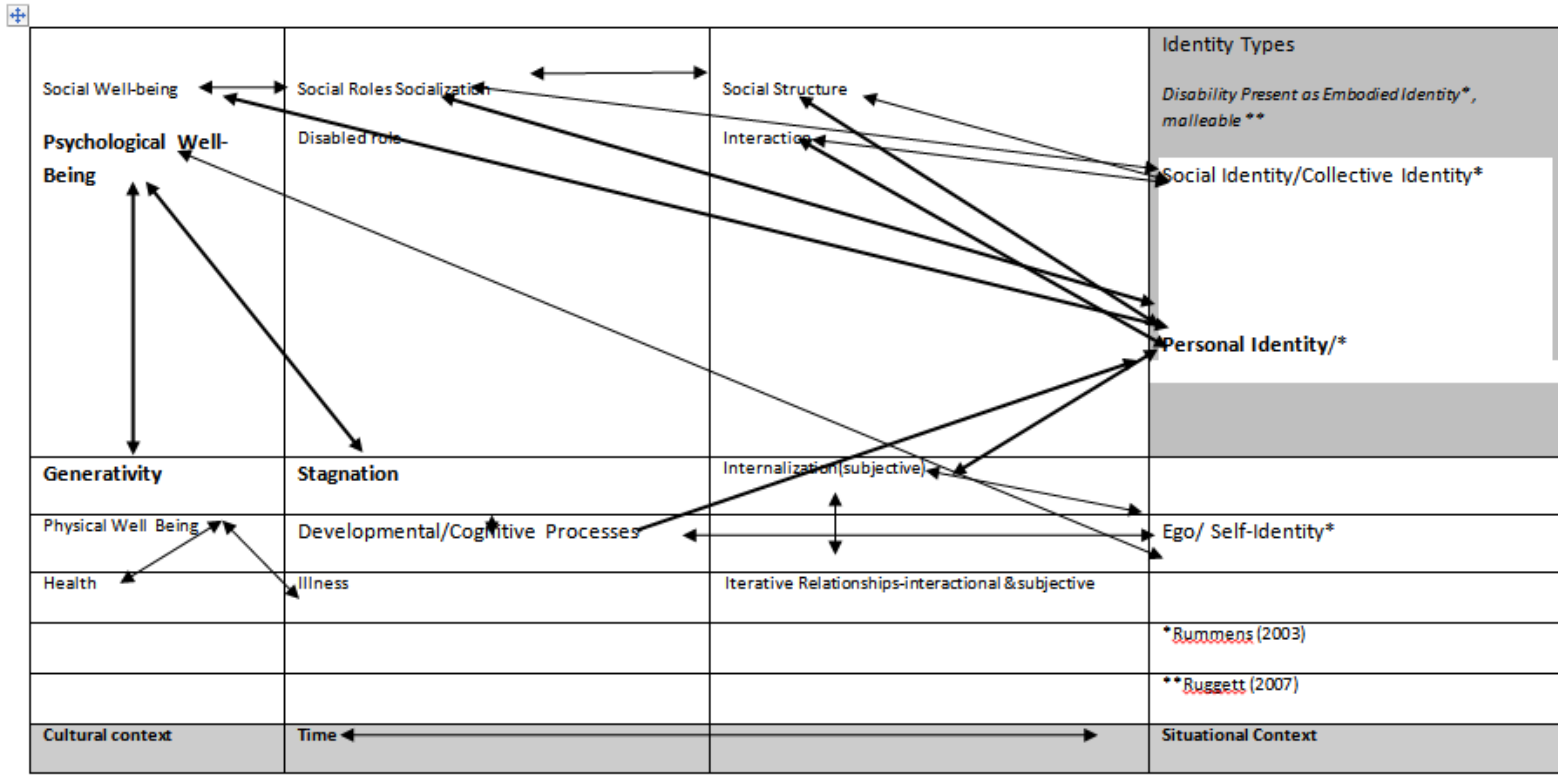 Identity Types
Social Well-being
Social Roles Socialization
Social Structure
Disability Present as Embodied Identity*,
malleable **
Psychological Well-
Being
Disabled role
Interaction
Social Identity/Collective Identity*
Personal Identity/*
Generativity
Stagnation
Internalization(subjective)
Physical Well Being
Developmental/Cognitive Processes
Ego/ Self-Identity*
Health
Illness
Iterative Relationships-interactional &subjective
*Rummens (2003)
**Ruggett (2007)
Cultural context
Time
Situational Context